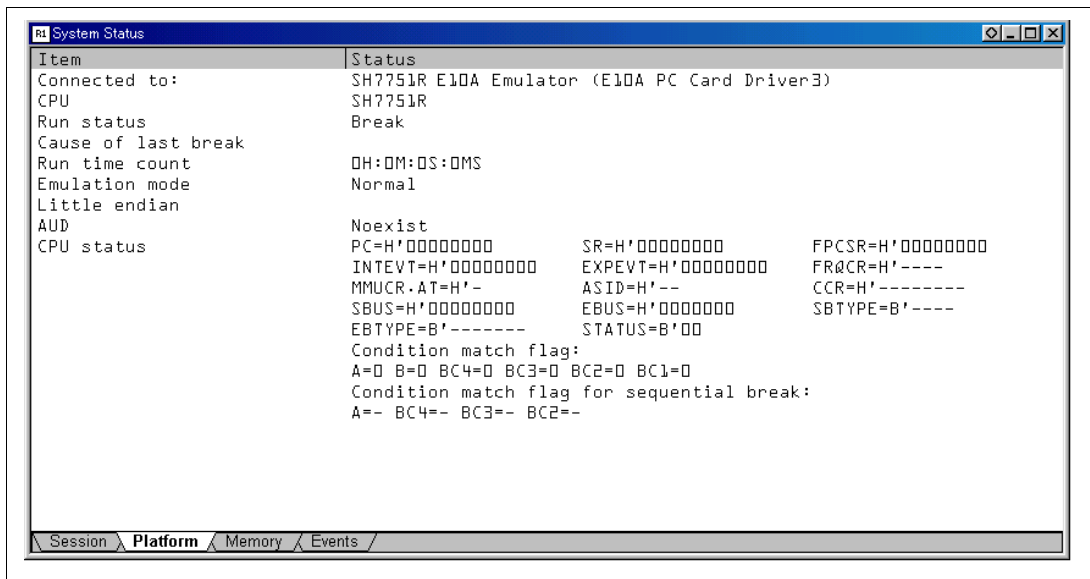 R1 System Status
Item Status
Connected to: SH7751R E10A Emulator (E10A PC Card Driver3)
CPU SH7751R
Run status Break
Cause of last break
Run time count 0H:0M:0S:0MS
Emulation mode Normal
Little endian
AUD Noexist
CPU status PC=H'00000000 SR=H'00000000 FPCSR=H'00000000
INTEVT=H'00000000 EXPEVT=H'00000000 FRQCR=H'----
MMUCR.AT=H'- ASID=H'-- CCR=H'--------
SBUS=H'00000000 EBUS=H'0000000 SBTYPE=B'----
EBTYPE=B'------- STATUS=B'00
Condition match flag:
A=0 B=0 BC4=0 BC3=0 BC2=0 BC1=0
Condition match flag for sequential break:
A=- BC4=- BC3=- BC2=-
Session Platform Memory Events